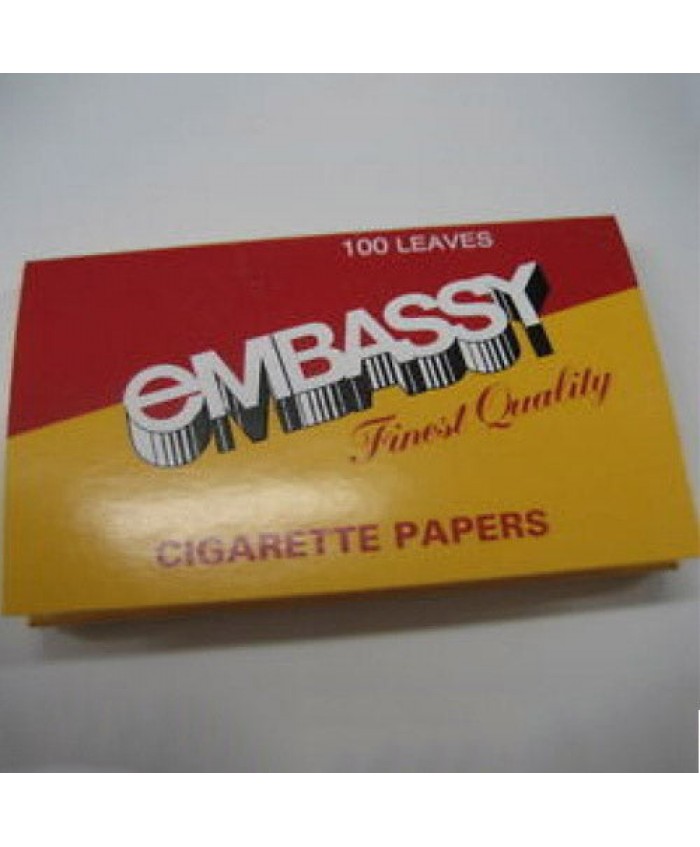 100 LEAVES
eMBASSY
Finest Quality
CIGARETTE PAPERS